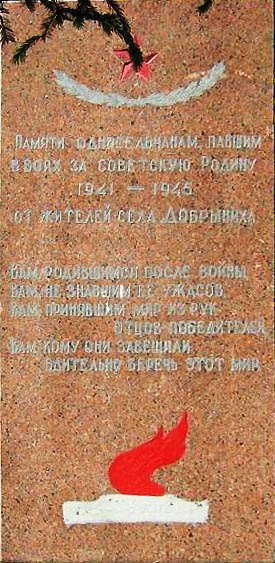 Памяти односельчанам, павшим
в боях за Советскую Родину
1941 — 1945
от жителей села Добрыниха.
Вам, родившимся после войны
Вам, не знавшим ее ужасов
Вам, принявшим мир из рук
отцов победителей
Вам, кому они завещали
бдительно беречь этот мир